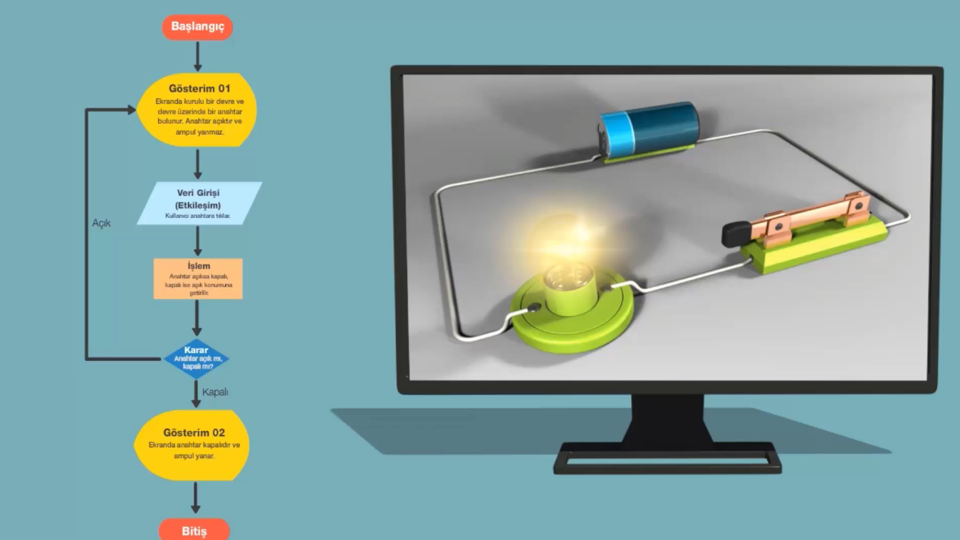 Başlangıç
Gösterim 01
Ekranda kurulu bir devre ve
devre üzerinde bir anahtar
bulunur. Anahtar açıktır ve
ampul yanmaz.
Veri Girişi
(Etkileşim)
Kullanıcı anahtara tıklar.
Açık
İşlem
Anahtar açıksa kapalı,
kapalı ise açık konumuna
getirilir.
Karar
Anahtar açık mı,
kapalı mı?
Kapalı
Gösterim 02
Ekranda anahtar kapalıdır ve
ampul yanar.
Bitiş